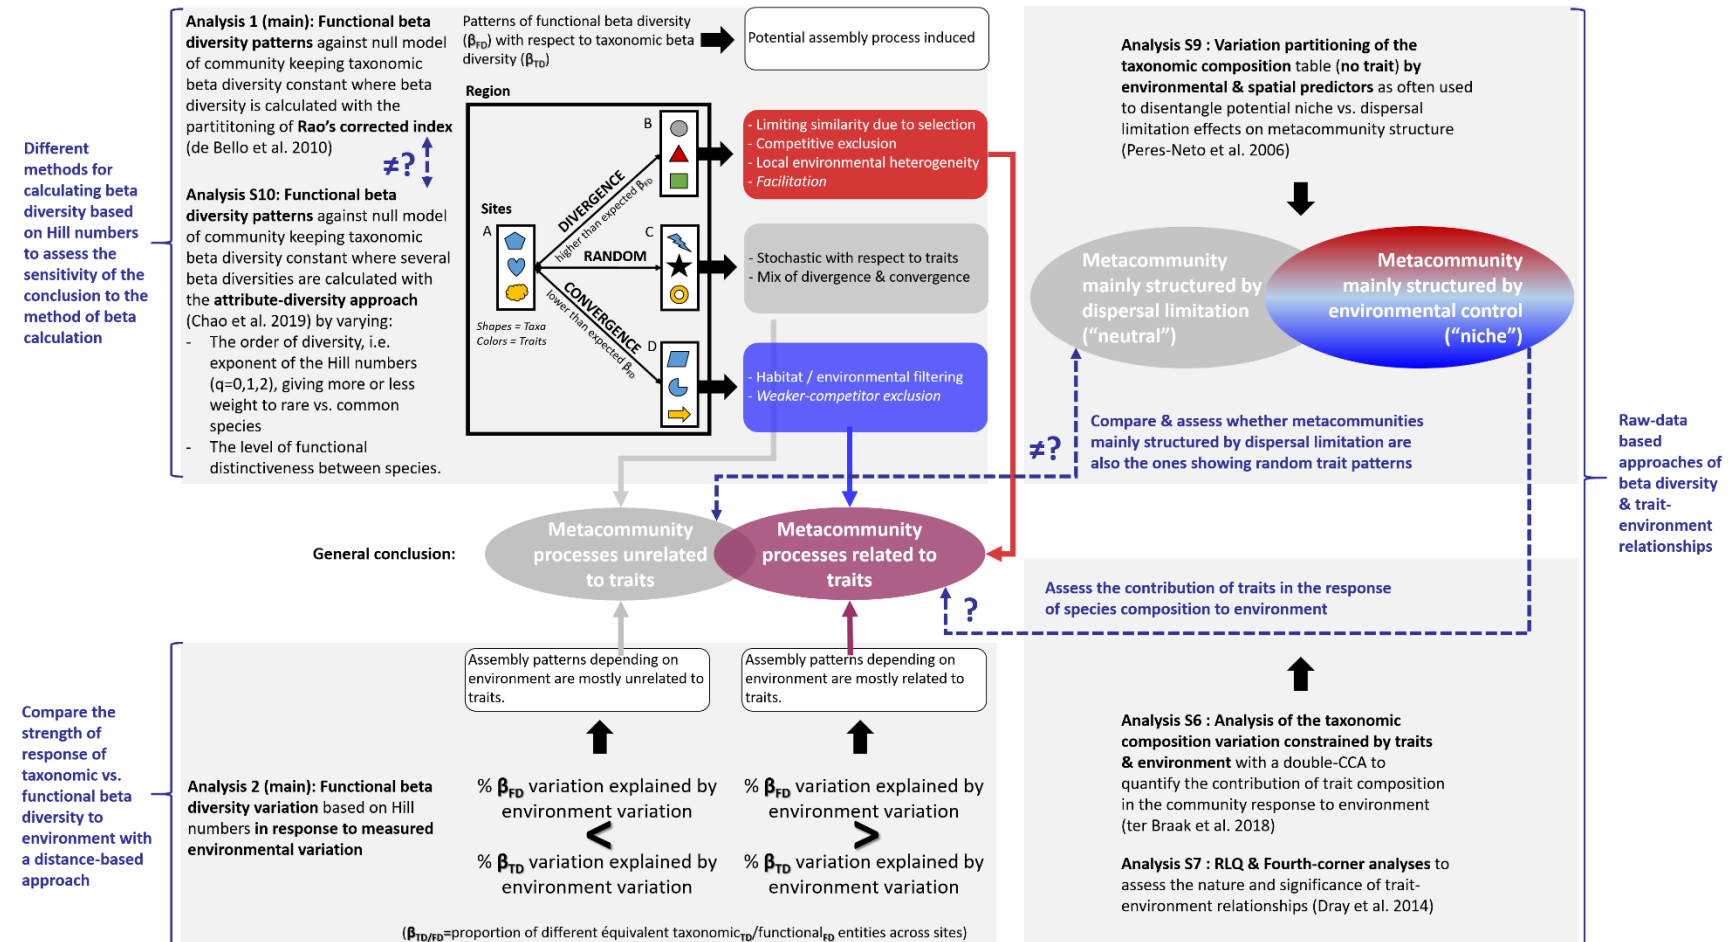 Different
methods for
calculating beta
diversity based
on Hill numbers
to assess the
sensitivity of the
conclusion to the
method of beta
calculation
Analysis 1 (main): Functional beta
diversity patterns against null model
of community keeping taxonomic
beta diversity constant where beta
diversity is calculated with the
partititoning of Rao's corrected index
(de Bello et al. 2010)
≠?
Analysis S10: Functional beta
diversity patterns against null model
of community keeping taxonomic
beta diversity constant where several
beta diversities are calculated with
the attribute-diversity approach
(Chao et al. 2019) by varying:
- The order of diversity, i.e.
exponent of the Hill numbers
(q=0,1,2), giving more or less
weight to rare vs. common
species
- The level of functional
distinctiveness between species.
Patterns of functional beta diversity
(βFD) with respect to taxonomic beta
diversity (βTD)
Potential assembly process induced
Region
Sites
A
B
C
D
DIVERGENCE
higher than expected βFD
RANDOM
CONVERGENCE
lower than expected βFD
Shapes = Taxa
Colors = Traits
- Limiting similarity due to selection
- Competitive exclusion
- Local environmental heterogeneity
- Facilitation
- Stochastic with respect to traits
- Mix of divergence & convergence
- Habitat / environmental filtering
- Weaker-competitor exclusion
Analysis S9 : Variation partitioning of the
taxonomic composition table (no trait) by
environmental & spatial predictors as often used
to disentangle potential niche vs. dispersal
limitation effects on metacommunity structure
(Peres-Neto et al. 2006)
Metacommunity
mainly structured by
dispersal limitation
("neutral")
Metacommunity
mainly structured by
environmental control
("niche")
≠?
Compare & assess whether metacommunities
mainly structured by dispersal limitation are
also the ones showing random trait patterns
Raw-data
based
approaches of
beta diversity
& trait-
environment
relationships
General conclusion:
Metacommunity
processes unrelated
to traits
Metacommunity
processes related to
traits
?
Assess the contribution of traits in the response
of species composition to environment
Compare the
strength of
response of
taxonomic vs.
functional beta
diversity to
environment with
a distance-based
approach
Analysis 2 (main): Functional beta
diversity variation based on Hill
numbers in response to measured
environmental variation
Assembly patterns depending on
environment are mostly unrelated to
traits.
% βFD variation explained by
environment variation
<
% βTD variation explained by
environment variation
Assembly patterns depending on
environment are mostly related to
traits.
% βFD variation explained by
environment variation
>
% βTD variation explained by
environment variation
(βTD/FD=proportion of different équivalent taxonomicTD/functionalFD entities across sites)
Analysis S6 : Analysis of the taxonomic
composition variation constrained by traits
& environment with a double-CCA to
quantify the contribution of trait composition
in the community response to environment
(ter Braak et al. 2018)
Analysis S7 : RLQ & Fourth-corner analyses to
assess the nature and significance of trait-
environment relationships (Dray et al. 2014)